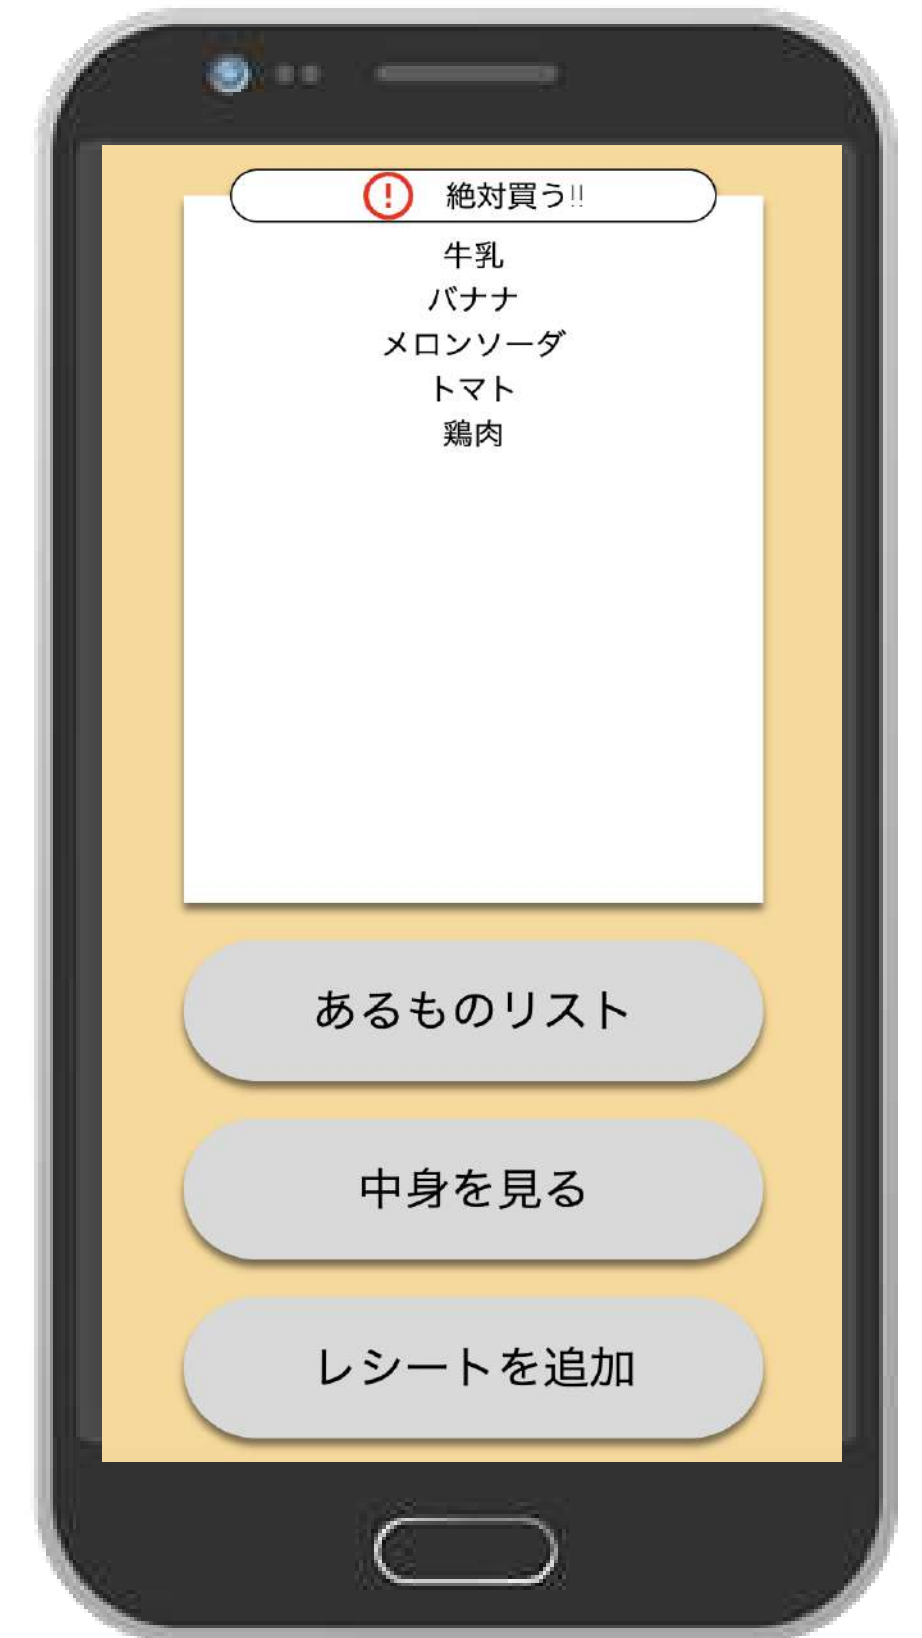 絶対買う!!
牛乳
バナナ
メロンソーダ
トマト
鶏肉
あるものリスト
中身を見る
レシートを追加